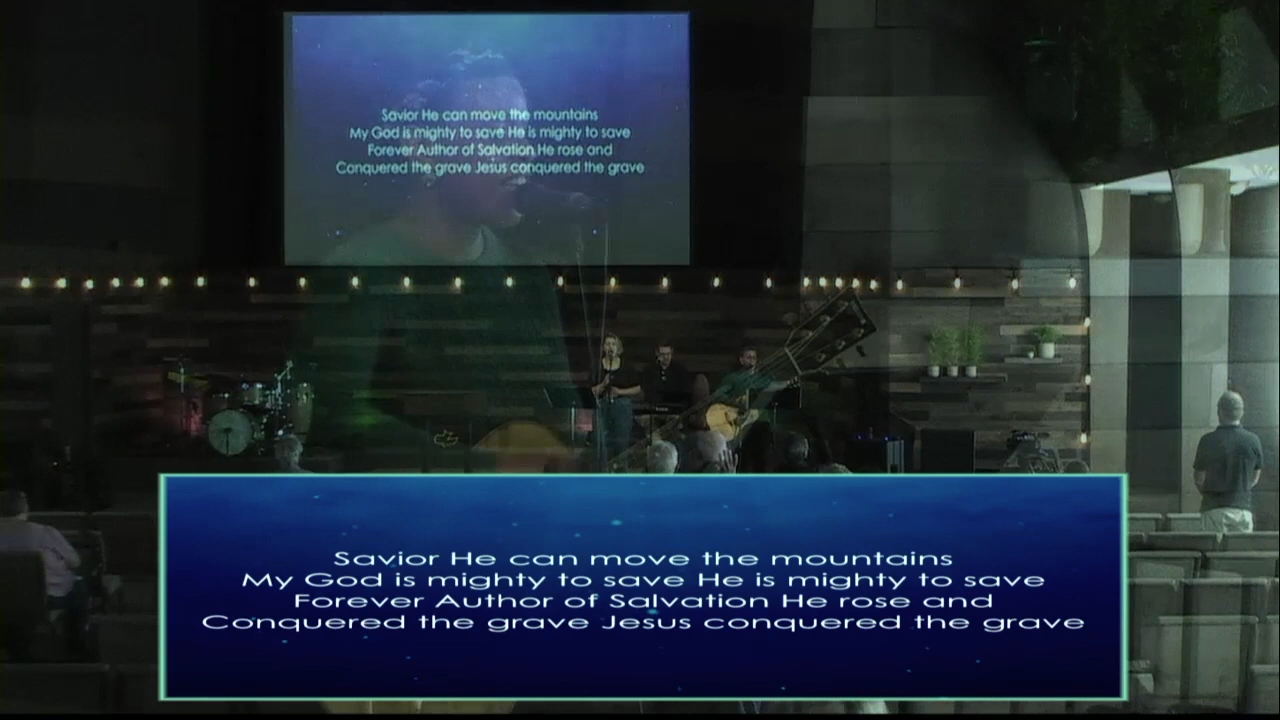 Savior He can move the mountains
My God is mighty to save He is mighty to save
Forever Author of Salvation He rose and
Conquered the grave Jesus conquered the grave
Savior He can move the mountains
My God is mighty to save He is mighty to save
Forever Author of Salvation He rose and
Conquered the grave Jesus conquered the grave